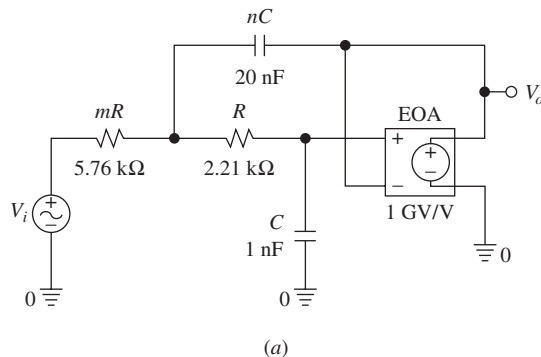 nC
20 nF
mR
5.76 kΩ
R
2.21 kΩ
EOA
+
−
+
−
1 GV/V
V_o
V_i
+
−
C
1 nF
0
0
0
(a)